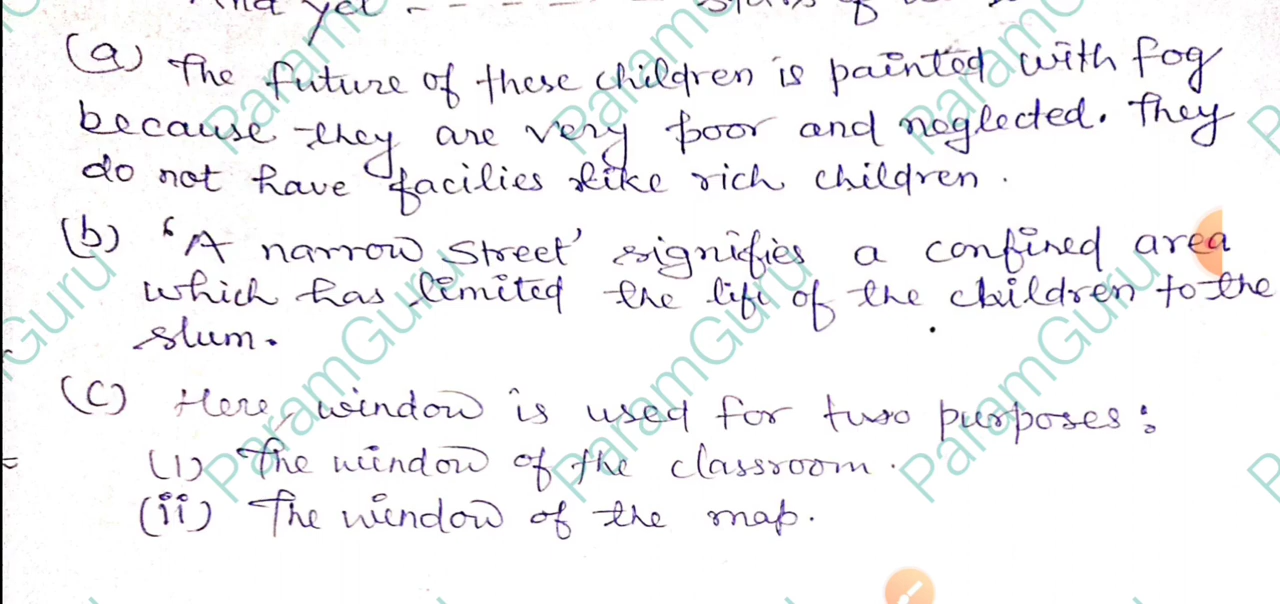 And yet - - - - -
(a) The future of these children is painted with fog
because they are very poor and neglected. They
do not have facilies like rich children.
(b) 'A narrow street' signifies a confined area
which has limited the life of the children to the
slum.
(c) Here, window is used for two purposes:
(i) The window of the classroom.
(ii) The window of the map.
ParamGuru